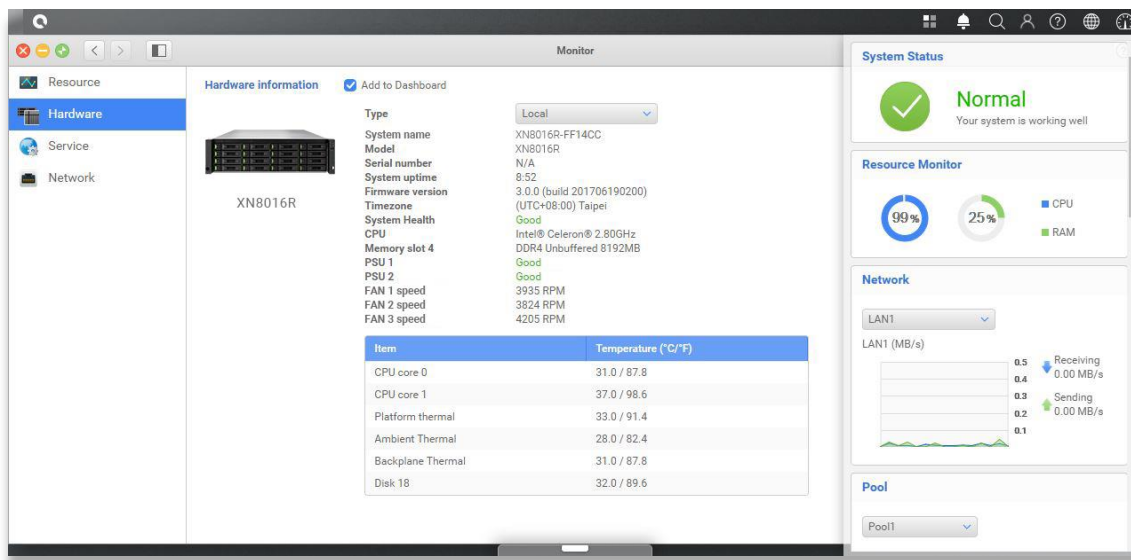 Monitor
Resource
Hardware
Service
Network
Hardware information
Add to Dashboard
XN8016R
Type Local
System name XN8016R-FF14CC
Model XN8016R
Serial number N/A
System uptime 8:52
Firmware version 3.0.0 (build 201706190200)
Timezone (UTC+08:00) Taipei
System Health Good
CPU Intel® Celeron® 2.80GHz
Memory slot 4 DDR4 Unbuffered 8192MB
PSU 1 Good
PSU 2 Good
FAN 1 speed 3935 RPM
FAN 2 speed 3824 RPM
FAN 3 speed 4205 RPM
Item Temperature (°C/°F)
CPU core 0 31.0 / 87.8
CPU core 1 37.0 / 98.6
Platform thermal 33.0 / 91.4
Ambient Thermal 28.0 / 82.4
Backplane Thermal 31.0 / 87.8
Disk 18 32.0 / 89.6
System Status
Normal
Your system is working well
Resource Monitor
99%
25%
CPU
RAM
Network
LAN1
LAN1 (MB/s)
0.5
0.4
0.3
0.2
0.1
Receiving
0.00 MB/s
Sending
0.00 MB/s
Pool
Pool1